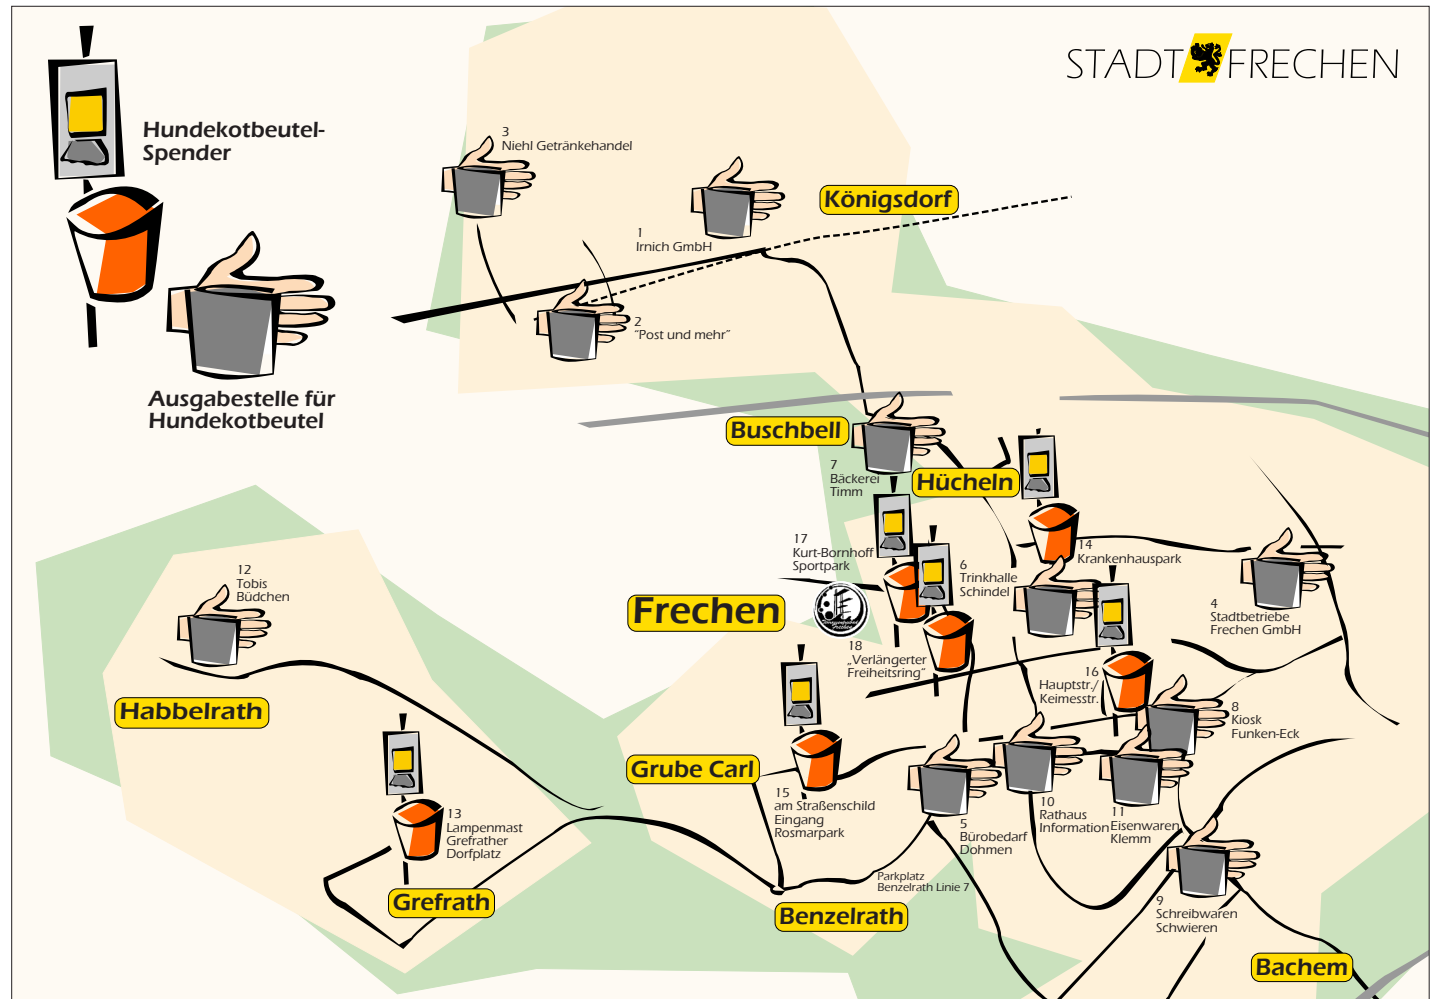 STADT FRECHEN
Hundekotbeutel-
Spender
Ausgabestelle für
Hundekotbeutel
3
Niehl Getränkehandel
Königsdorf
1
Irnich GmbH
2
"Post und mehr"
Buschbell
7
Bäckerei
Timm
Hücheln
17
Kurt-Bornhoff
Sportpark
14
Krankenhauspark
6
Trinkhalle
Schindel
12
Tobis
Büdchen
Frechen
4
Stadtbetriebe
Frechen GmbH
18
„Verlängerter
Freiheitsring"
16
Hauptstr./
Keimesstr.
Habbelrath
8
Kiosk
Funken-Eck
Grube Carl
15
am Straßenschild
Eingang
Rosmarpark
13
Lampenmast
Grefrather
Dorfplatz
5
Bürobedarf
Dohmen
10
Rathaus
Information
11
Eisenwaren
Klemm
Parkplatz
Benzelrath Linie 7
Grefrath
Benzelrath
9
Schreibwaren
Schwieren
Bachem